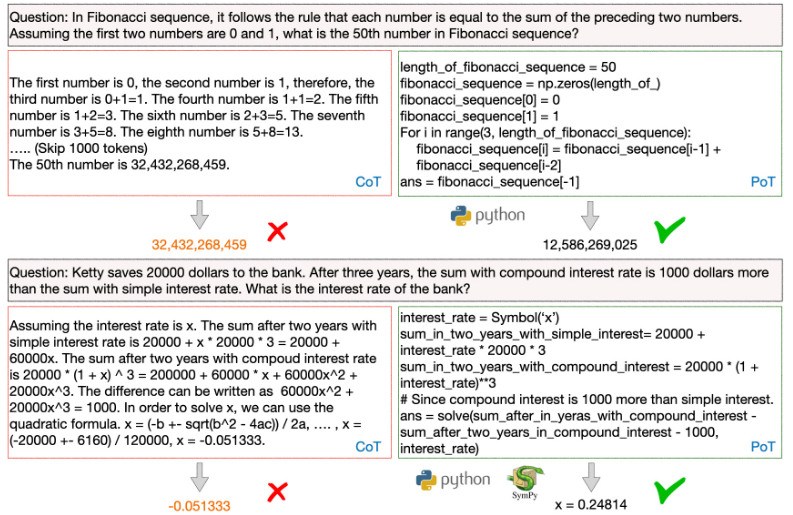 Question: In Fibonacci sequence, it follows the rule that each number is equal to the sum of the preceding two numbers.
Assuming the first two numbers are 0 and 1, what is the 50th number in Fibonacci sequence?
The first number is 0, the second number is 1, therefore, the
third number is 0+1=1. The fourth number is 1+1=2. The fifth
number is 1+2=3. The sixth number is 2+3=5. The seventh
number is 3+5=8. The eighth number is 5+8=13.
….. (Skip 1000 tokens)
The 50th number is 32,432,268,459.
CoT
length_of_fibonacci_sequence = 50
fibonacci_sequence = np.zeros(length_of_)
fibonacci_sequence[0] = 0
fibonacci_sequence[1] = 1
For i in range(3, length_of_fibonacci_sequence):
fibonacci_sequence[i] = fibonacci_sequence[i-1] +
fibonacci_sequence[i-2]
ans = fibonacci_sequence[-1]
PoT
python
32,432,268,459
12,586,269,025
Question: Ketty saves 20000 dollars to the bank. After three years, the sum with compound interest rate is 1000 dollars more
than the sum with simple interest rate. What is the interest rate of the bank?
Assuming the interest rate is x. The sum after two years with
simple interest rate is 20000 + x * 20000 * 3 = 20000 +
60000x. The sum after two years with compoud interest rate
is 20000 * (1 + x) ^ 3 = 200000 + 60000 * x + 60000x^2 +
20000x^3. The difference can be written as  60000x^2 +
20000x^3 = 1000. In order to solve x, we can use the
quadratic formula. x = (-b +- sqrt(b^2 - 4ac)) / 2a, …. , x =
(-20000 +- 6160) / 120000, x = -0.051333.
CoT
interest_rate = Symbol(‘x’)
sum_in_two_years_with_simple_interest= 20000 +
interest_rate * 20000 * 3
sum_in_two_years_with_compound_interest = 20000 * (1 +
interest_rate)**3
# Since compound interest is 1000 more than simple interest.
ans = solve(sum_after_in_yeras_with_compound_interest -
sum_after_two_years_in_compound_interest - 1000,
interest_rate)
PoT
python
SymPy
-0.051333
x = 0.24814